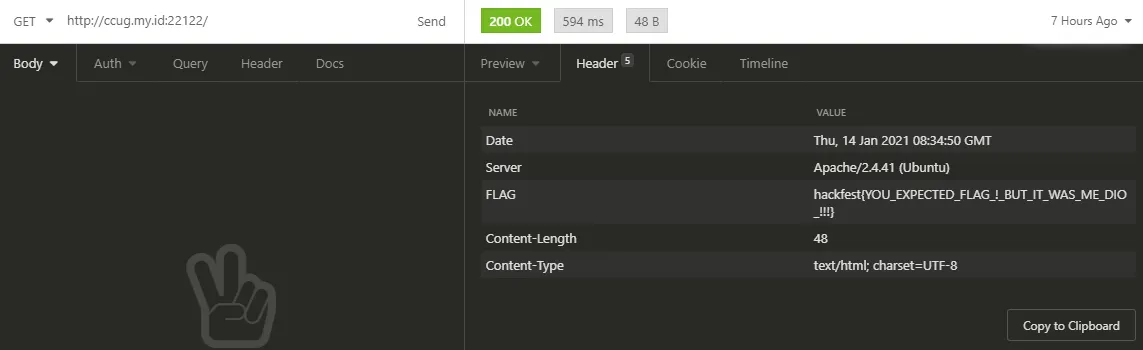 GET http://ccug.my.id:22122/ Send 200 OK 594 ms 48 B 7 Hours Ago
Body Auth Query Header Docs Preview Header 5 Cookie Timeline
NAME VALUE
Date Thu, 14 Jan 2021 08:34:50 GMT
Server Apache/2.4.41 (Ubuntu)
FLAG hackfest{YOU_EXPECTED_FLAG_!_BUT_IT_WAS_ME_DIO
_!!!}
Content-Length 48
Content-Type text/html; charset=UTF-8
Copy to Clipboard